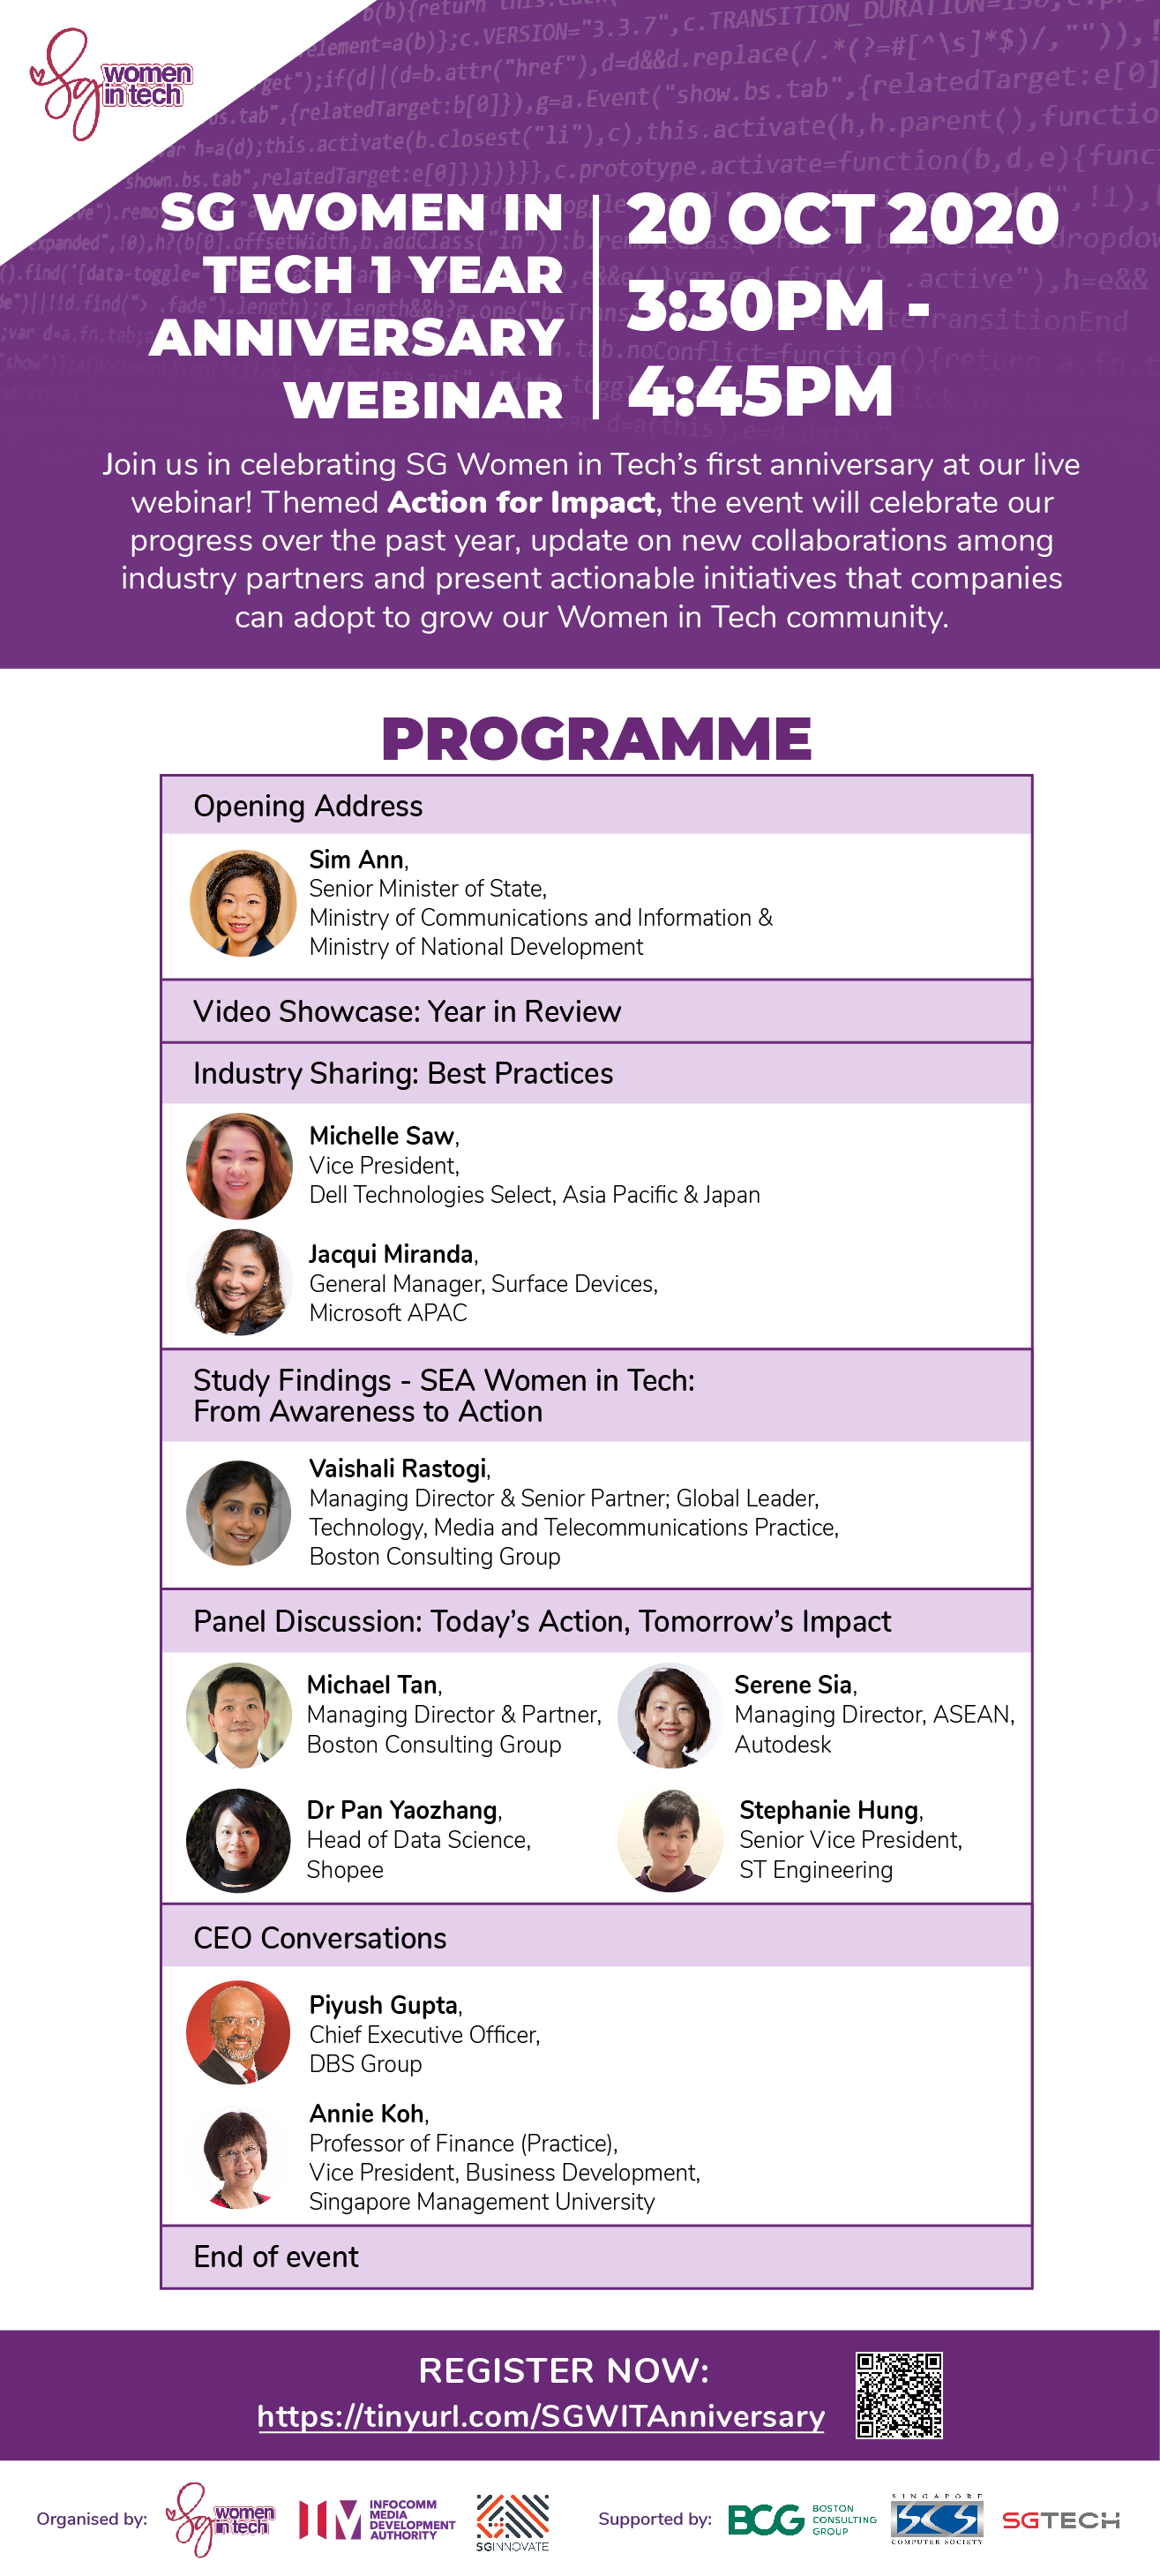 Sg women
in tech
SG WOMEN IN
TECH 1 YEAR
ANNIVERSARY
WEBINAR
20 OCT 2020
3:30PM -
4:45PM
Join us in celebrating SG Women in Tech's first anniversary at our live
webinar! Themed Action for Impact, the event will celebrate our
progress over the past year, update on new collaborations among
industry partners and present actionable initiatives that companies
can adopt to grow our Women in Tech community.
PROGRAMME
Opening Address
Sim Ann,
Senior Minister of State,
Ministry of Communications and Information &
Ministry of National Development
Video Showcase: Year in Review
Industry Sharing: Best Practices
Michelle Saw,
Vice President,
Dell Technologies Select, Asia Pacific & Japan
Jacqui Miranda,
General Manager, Surface Devices,
Microsoft APAC
Study Findings - SEA Women in Tech:
From Awareness to Action
Vaishali Rastogi,
Managing Director & Senior Partner; Global Leader,
Technology, Media and Telecommunications Practice,
Boston Consulting Group
Panel Discussion: Today's Action, Tomorrow's Impact
Michael Tan,
Managing Director & Partner,
Boston Consulting Group
Serene Sia,
Managing Director, ASEAN,
Autodesk
Dr Pan Yaozhang,
Head of Data Science,
Shopee
Stephanie Hung,
Senior Vice President,
ST Engineering
CEO Conversations
Piyush Gupta,
Chief Executive Officer,
DBS Group
Annie Koh,
Professor of Finance (Practice),
Vice President, Business Development,
Singapore Management University
End of event
REGISTER NOW:
https://tinyurl.com/SGWITAnniversary
Organised by:
Sg women
in tech
INFOCOMM
MEDIA
DEVELOPMENT
AUTHORITY
SGINNOVATE
Supported by:
BCG
BOSTON
CONSULTING
GROUP
SINGAPORE
SCS
COMPUTER SOCIETY
SGTECH